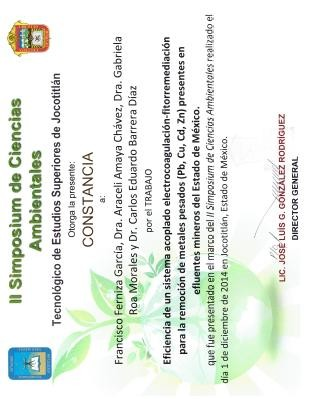 II Simposium de Ciencias
Ambientales
Tecnológico de Estudios Superiores de Jocotitlán
Otorga la presente:
CONSTANCIA
a:
Francisco Ferniza García, Dra. Araceli Amaya Chávez, Dra. Gabriela
Roa Morales y Dr. Carlos Eduardo Barrera Díaz
por el TRABAJO
Eficiencia de un sistema acoplado electrocoagulación-fitorremediación
para la remoción de metales pesados (Pb, Cu, Cd, Zn) presentes en
efluentes mineros del Estado de México.
que fue presentado en el marco del II Simposium de Ciencias Ambientales realizado el
día 1 de diciembre de 2014 en Jocotitlán, Estado de México.
LIC. JOSÉ LUÍS G. GONZÁLEZ RODRÍGUEZ
DIRECTOR GENERAL